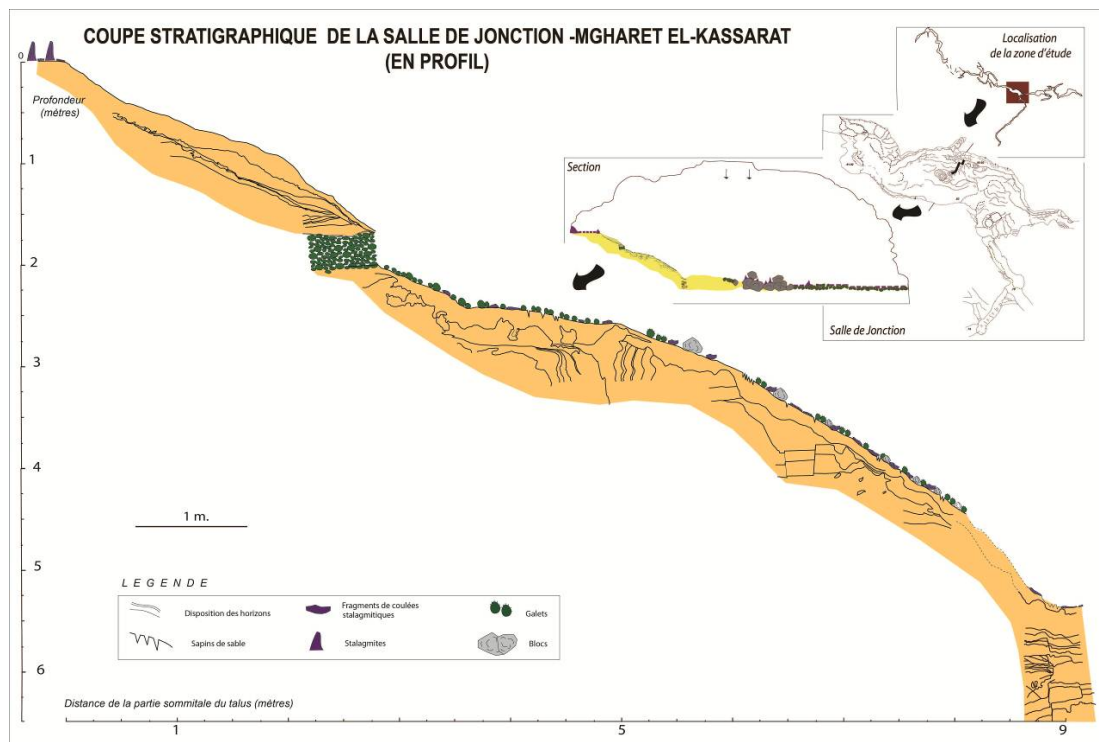 COUPE STRATIGRAPHIQUE DE LA SALLE DE JONCTION -MGHARET EL-KASSARAT
(EN PROFIL)
Localisation
de la zone d'étude
0
Profondeur
(mètres)
1
2
3
4
5
6
Section
Salle de Jonction
1 m.
LEGENDE
Disposition des horizons
Fragments de coulées
stalagmitiques
Galets
Sapins de sable
Stalagmites
Blocs
Distance de la partie sommitale du talus (mètres)
1
5
9